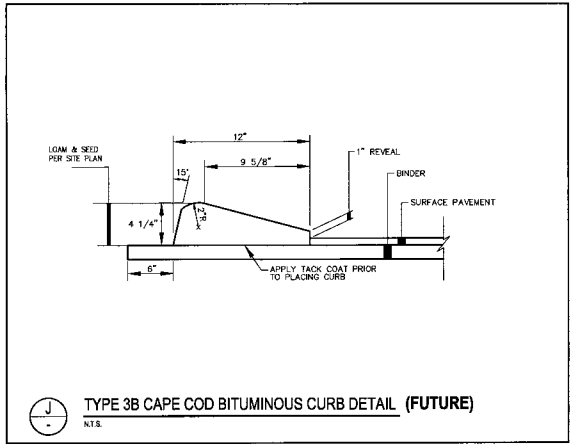 12"
LOAM & SEED
PER SITE PLAN
9 5/8"
1" REVEAL
15°
BINDER
SURFACE PAVEMENT
2"R
4 1/4"
6"
APPLY TACK COAT PRIOR
TO PLACING CURB
J
-
TYPE 3B CAPE COD BITUMINOUS CURB DETAIL (FUTURE)
N.T.S.